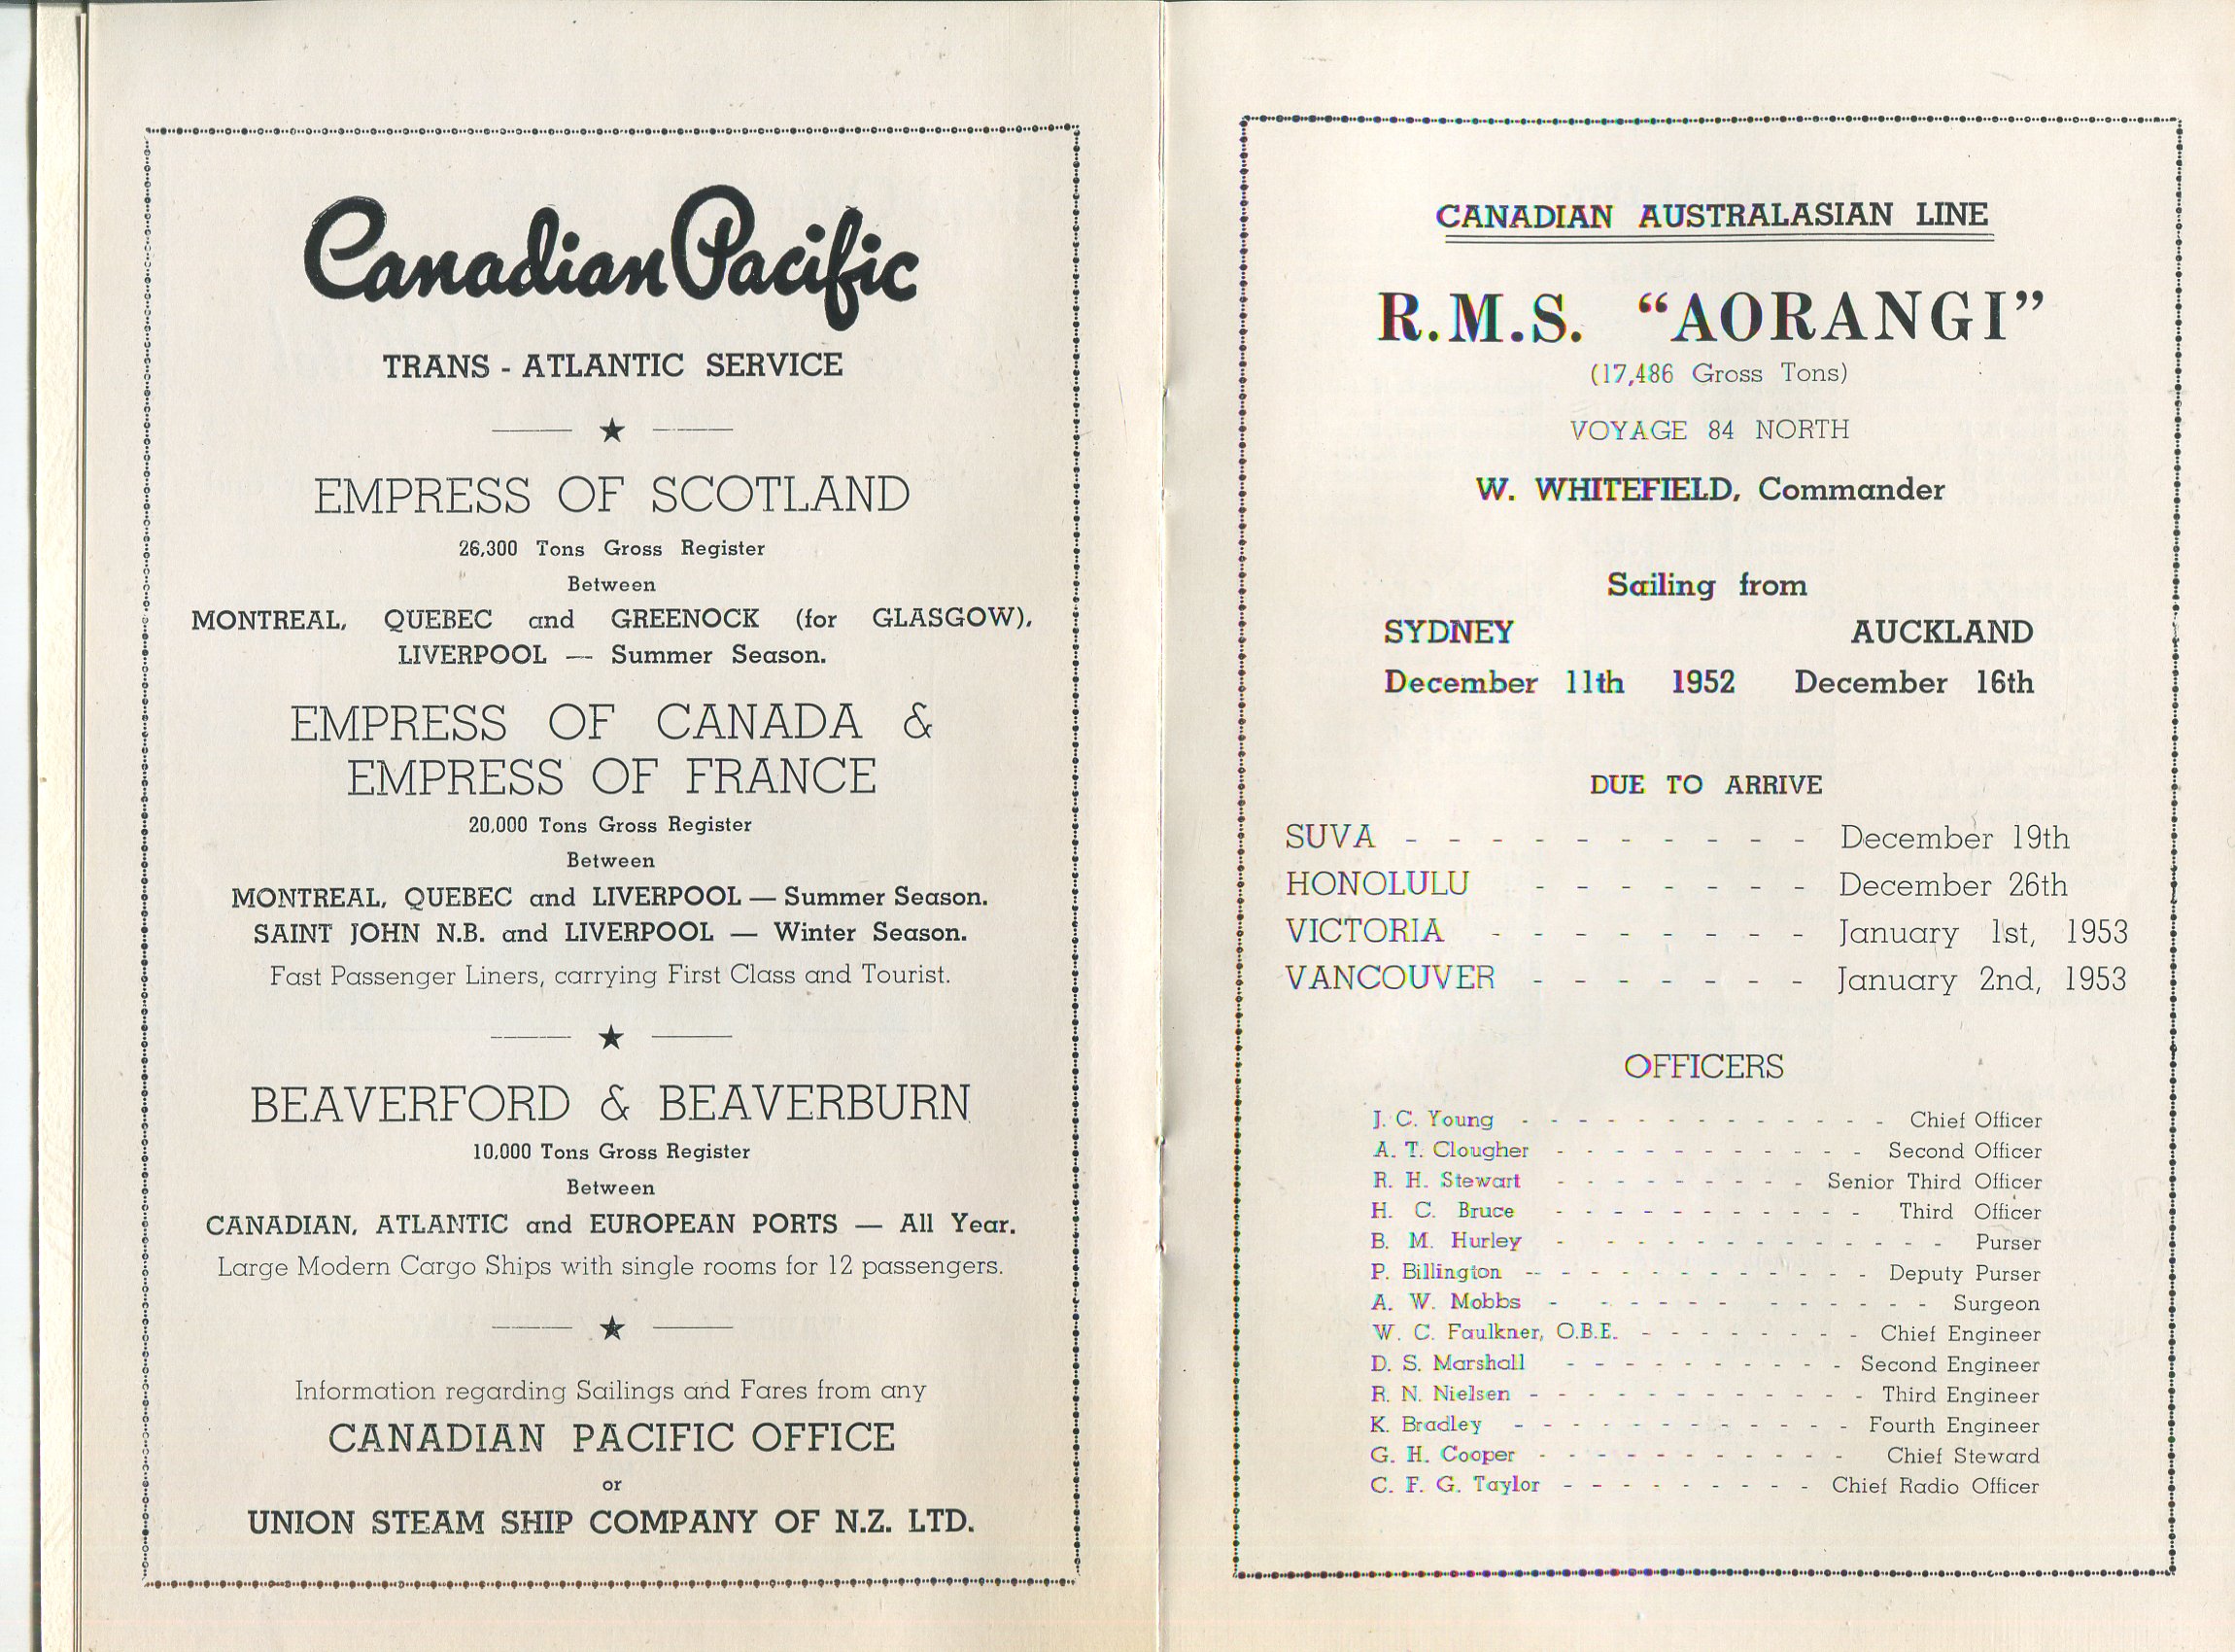 Canadian Pacific
TRANS - ATLANTIC SERVICE
EMPRESS OF SCOTLAND
26,300 Tons Gross Register
Between
MONTREAL, QUEBEC and GREENOCK (for GLASGOW),
LIVERPOOL — Summer Season.
EMPRESS OF CANADA &
EMPRESS OF FRANCE
20,000 Tons Gross Register
Between
MONTREAL, QUEBEC and LIVERPOOL — Summer Season.
SAINT JOHN N.B. and LIVERPOOL — Winter Season.
Fast Passenger Liners, carrying First Class and Tourist.
BEAVERFORD & BEAVERBURN
10,000 Tons Gross Register
Between
CANADIAN, ATLANTIC and EUROPEAN PORTS — All Year.
Large Modern Cargo Ships with single rooms for 12 passengers.
Information regarding Sailings and Fares from any
CANADIAN PACIFIC OFFICE
or
UNION STEAM SHIP COMPANY OF N.Z. LTD.
CANADIAN AUSTRALASIAN LINE
R.M.S. “AORANGI”
(17,486 Gross Tons)
VOYAGE 84 NORTH
W. WHITEFIELD, Commander
Sailing from
SYDNEY AUCKLAND
December 11th 1952 December 16th
DUE TO ARRIVE
SUVA - - - - - - - - - - December 19th
HONOLULU - - - - - - - December 26th
VICTORIA - - - - - - - - January 1st, 1953
VANCOUVER - - - - - - - January 2nd, 1953
OFFICERS
J. C. Young - - - - - - - - - - - - - Chief Officer
A. T. Clougher - - - - - - - - - - - Second Officer
R. H. Stewart - - - - - - - - - Senior Third Officer
H. C. Bruce - - - - - - - - - - - Third Officer
B. M. Hurley - - - - - - - - - - - - - Purser
P. Billington - - - - - - - - - - - - Deputy Purser
A. W. Mobbs - - - - - - - - - - - - Surgeon
W. C. Faulkner, O.B.E. - - - - - - - - Chief Engineer
D. S. Marshall - - - - - - - - - - Second Engineer
R. N. Nielsen - - - - - - - - - - - - Third Engineer
K. Bradley - - - - - - - - - - - - Fourth Engineer
G. H. Cooper - - - - - - - - - - - Chief Steward
C. F. G. Taylor - - - - - - - - - Chief Radio Officer